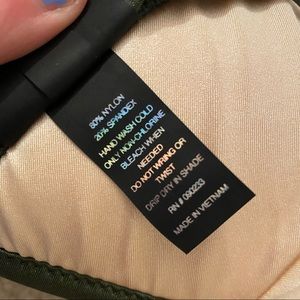 80% NYLON
20% SPANDEX
HAND WASH COLD
ONLY NON-CHLORINE
BLEACH WHEN
NEEDED
DO NOT WRING OR
TWIST
DRIP DRY IN SHADE
RN # 090233
MADE IN VIETNAM